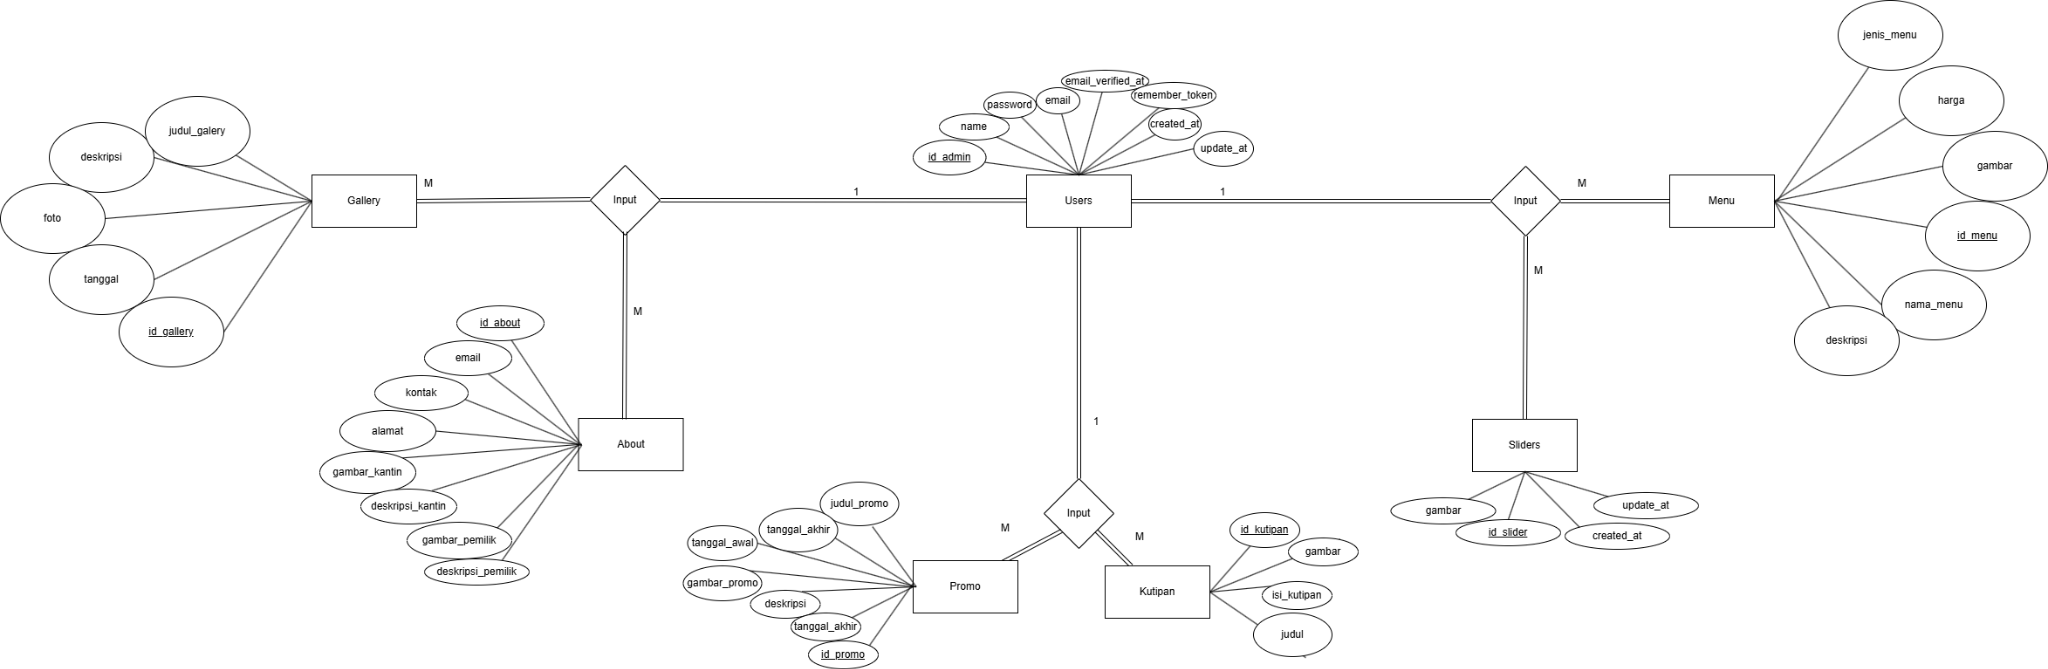 jenis_menu
harga
gambar
id_menu
nama_menu
deskripsi
Menu
M
Input
M
1
Sliders
gambar
id_slider
created_at
update_at
email_verified_at
remember_token
email
password
created_at
name
update_at
id_admin
Users
1
1
Input
M
M
judul_galery
deskripsi
foto
tanggal
id_gallery
Gallery
M
Input
M
id_about
email
kontak
alamat
gambar_kantin
deskripsi_kantin
gambar_pemilik
deskripsi_pemilik
About
judul_promo
tanggal_akhir
tanggal_awal
gambar_promo
deskripsi
tanggal_akhir
id_promo
Promo
id_kutipan
gambar
isi_kutipan
judul
Kutipan